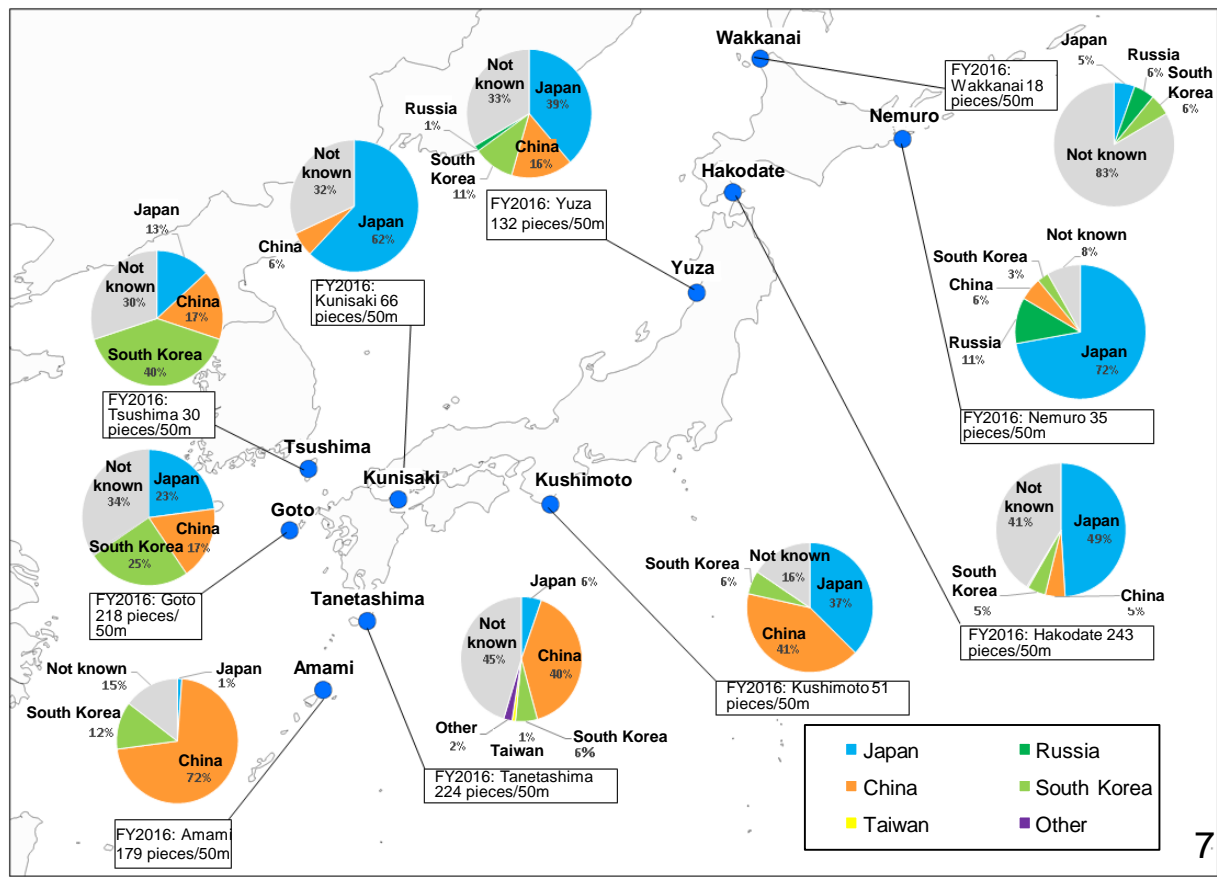 Wakkanai
FY2016:
Wakkanai 18
pieces/50m
Japan
5%
Russia
6%
South
Korea
6%
Not known
83%
Nemuro
Hakodate
Yuza
Not
known
33%
Japan
39%
Russia
1%
China
16%
South
Korea
11%
FY2016: Yuza
132 pieces/50m
Not
known
32%
Japan
62%
China
6%
FY2016:
Kunisaki 66
pieces/50m
Japan
13%
Not
known
30%
China
17%
South Korea
40%
FY2016:
Tsushima 30
pieces/50m
Not known
8%
South Korea
3%
China
6%
Russia
11%
Japan
72%
FY2016: Nemuro 35
pieces/50m
Tsushima
Kunisaki
Kushimoto
Goto
Not
known
34%
Japan
23%
China
17%
South Korea
25%
FY2016: Goto
218 pieces/
50m
Not
known
41%
Japan
49%
South
Korea
5%
China
5%
FY2016: Hakodate 243
pieces/50m
Tanetashima
Amami
Japan 6%
Not
known
45%
China
40%
Other
2%
Taiwan
1%
South Korea
6%
FY2016: Tanetashima
224 pieces/50m
South Korea
6%
Not known
16%
Japan
37%
China
41%
FY2016: Kushimoto 51
pieces/50m
Not known
15%
Japan
1%
South Korea
12%
China
72%
FY2016: Amami
179 pieces/50m
Japan
Russia
China
South Korea
Taiwan
Other
7